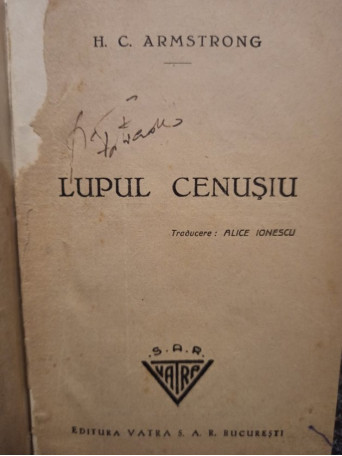 H. C. ARMSTRONG
LUPUL CENUȘIU
Traducere : ALICE IONESCU
S. A. R.
VATRA
EDITURA VATRA S. A. R. BUCUREȘTI